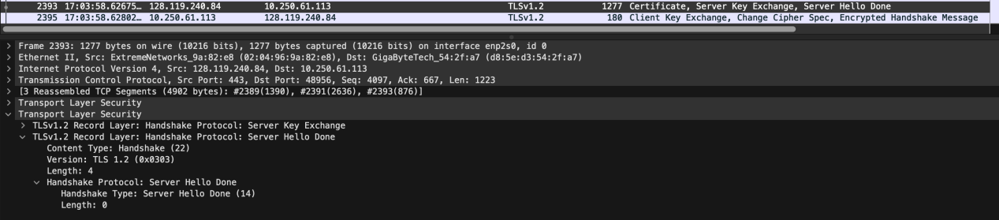 2393 17:03:58.62675… 128.119.240.84 10.250.61.113 TLSv1.2 1277 Certificate, Server Key Exchange, Server Hello Done
2395 17:03:58.62802… 10.250.61.113 128.119.240.84 TLSv1.2 180 Client Key Exchange, Change Cipher Spec, Encrypted Handshake Message
Frame 2393: 1277 bytes on wire (10216 bits), 1277 bytes captured (10216 bits) on interface enp2s0, id 0
Ethernet II, Src: ExtremeNetworks_9a:82:e8 (02:04:96:9a:82:e8), Dst: GigaByteTech_54:2f:a7 (d8:5e:d3:54:2f:a7)
Internet Protocol Version 4, Src: 128.119.240.84, Dst: 10.250.61.113
Transmission Control Protocol, Src Port: 443, Dst Port: 48956, Seq: 4097, Ack: 667, Len: 1223
[3 Reassembled TCP Segments (4902 bytes): #2389(1390), #2391(2636), #2393(876)]
Transport Layer Security
Transport Layer Security
TLSv1.2 Record Layer: Handshake Protocol: Server Key Exchange
TLSv1.2 Record Layer: Handshake Protocol: Server Hello Done
Content Type: Handshake (22)
Version: TLS 1.2 (0x0303)
Length: 4
Handshake Protocol: Server Hello Done
Handshake Type: Server Hello Done (14)
Length: 0